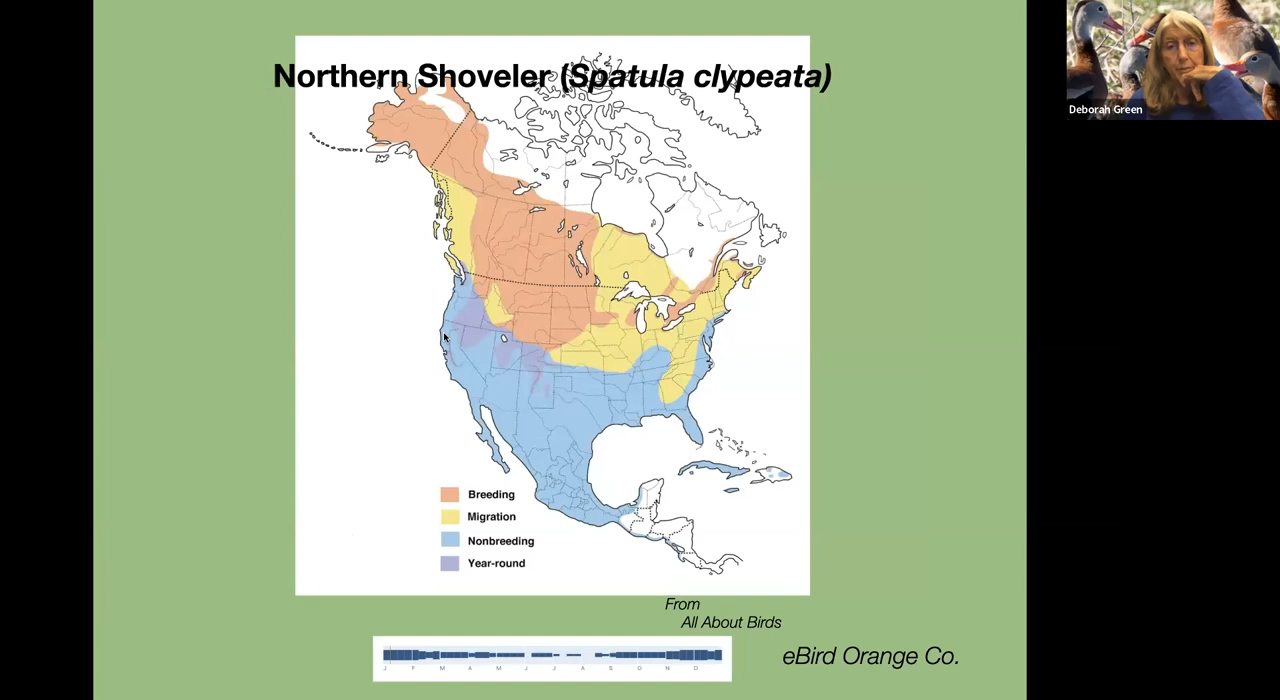 Northern Shoveler (Spatula clypeata)
Deborah Green
Breeding
Migration
Nonbreeding
Year-round
From
All About Birds
J F M A M J J A S O N D
eBird Orange Co.